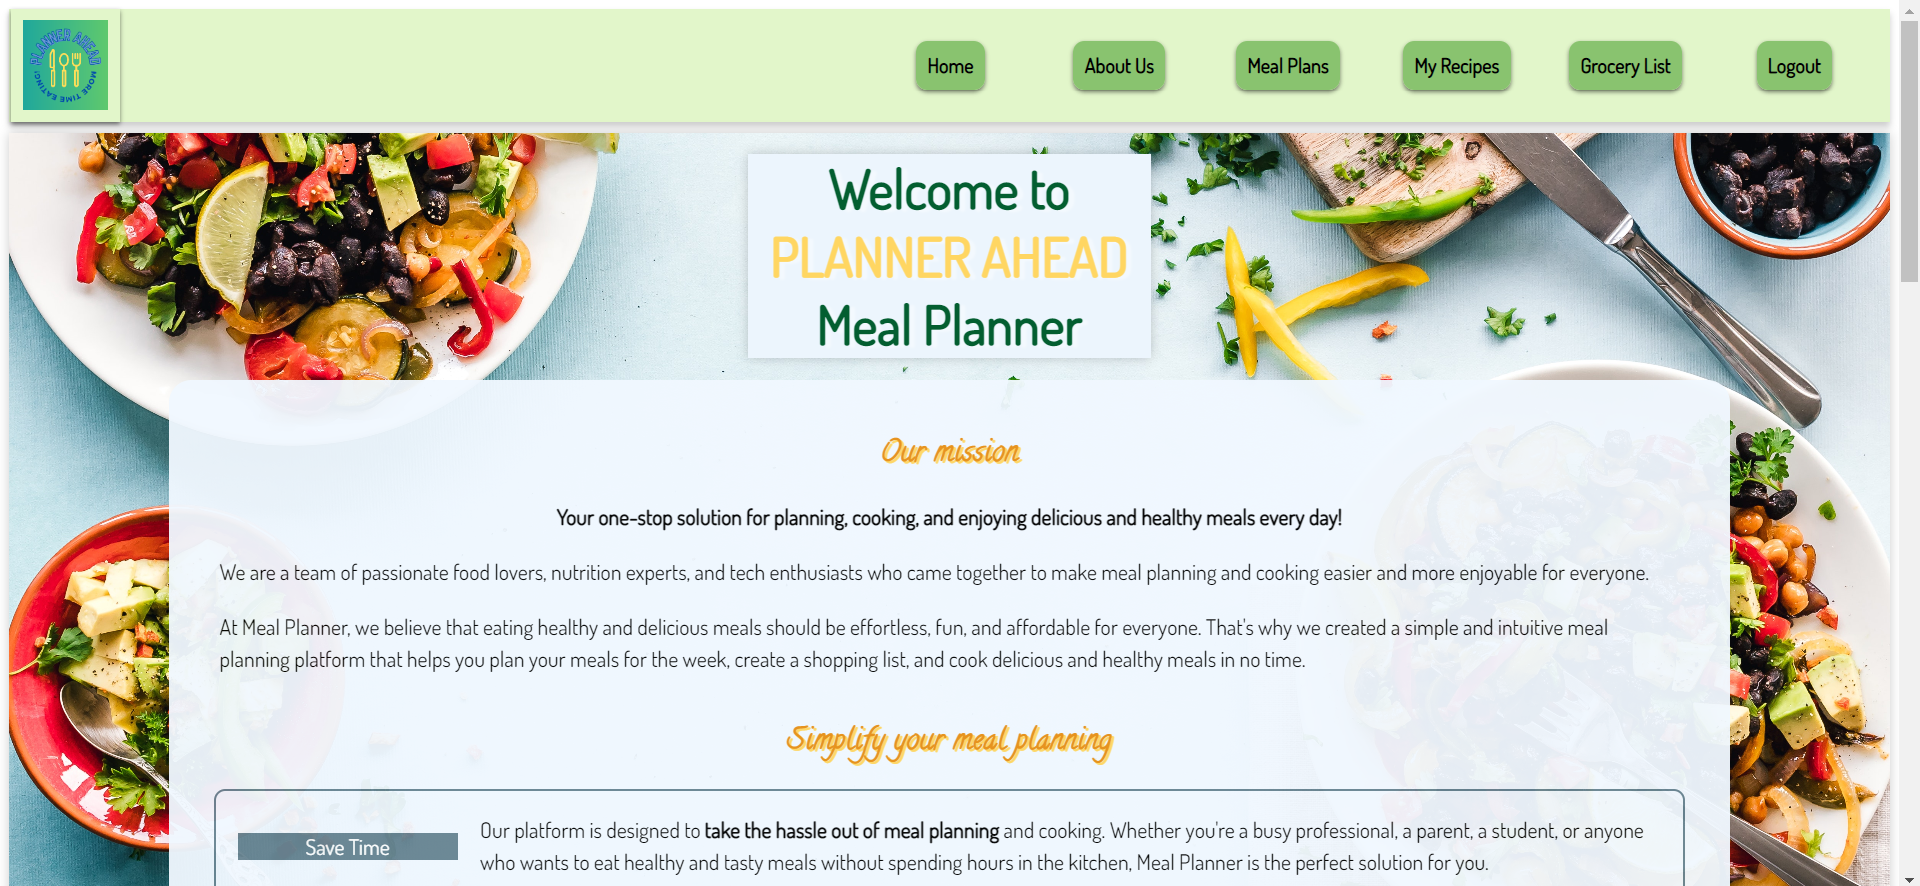 PLANNER AHEAD
MORE TIME EATING!
Home
About Us
Meal Plans
My Recipes
Grocery List
Logout
Welcome to
PLANNER AHEAD
Meal Planner
Our mission
Your one-stop solution for planning, cooking, and enjoying delicious and healthy meals every day!
We are a team of passionate food lovers, nutrition experts, and tech enthusiasts who came together to make meal planning and cooking easier and more enjoyable for everyone.
At Meal Planner, we believe that eating healthy and delicious meals should be effortless, fun, and affordable for everyone. That's why we created a simple and intuitive meal
planning platform that helps you plan your meals for the week, create a shopping list, and cook delicious and healthy meals in no time.
Simplify your meal planning
Save Time
Our platform is designed to take the hassle out of meal planning and cooking. Whether you're a busy professional, a parent, a student, or anyone
who wants to eat healthy and tasty meals without spending hours in the kitchen, Meal Planner is the perfect solution for you.